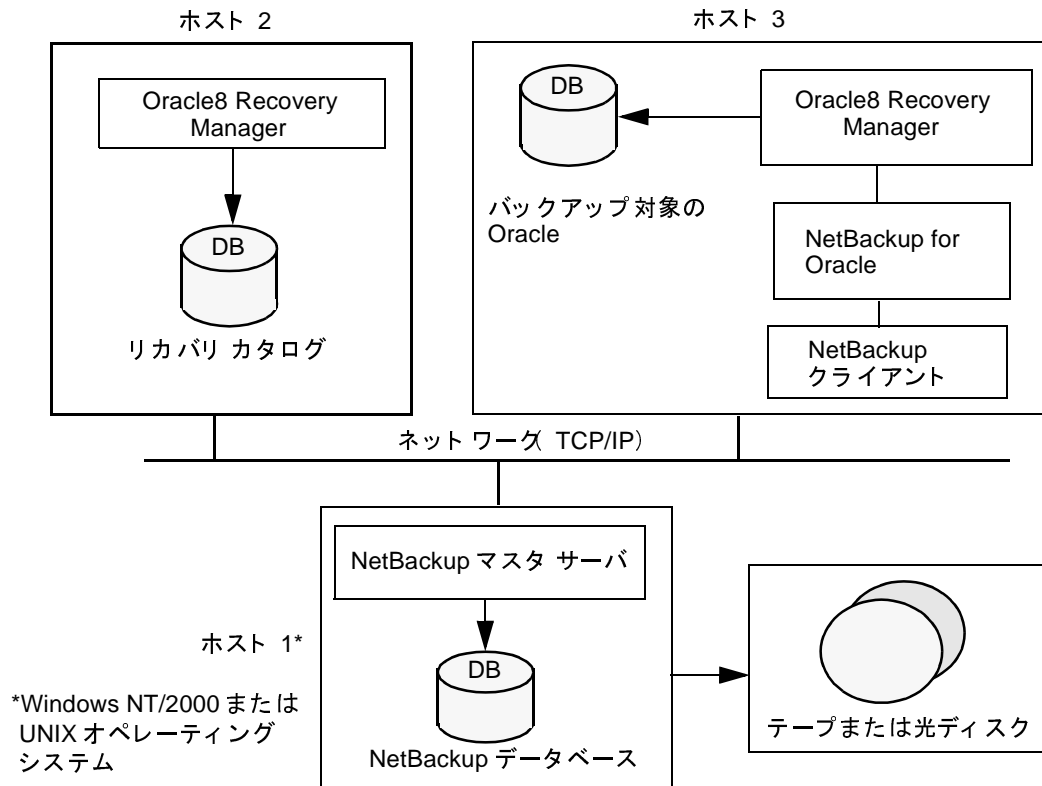 ホスト 2
Oracle8 Recovery
Manager
DB
リカバリ カタログ
ホスト 3
DB
Oracle8 Recovery
Manager
バックアップ対象の
Oracle
NetBackup for
Oracle
NetBackup
クライアント
ネットワーク( TCP/IP)
NetBackup マスタ サーバ
ホスト 1*
DB
*Windows NT/2000 または
UNIX オペレーティング
システム
NetBackup データベース
テープまたは光ディスク